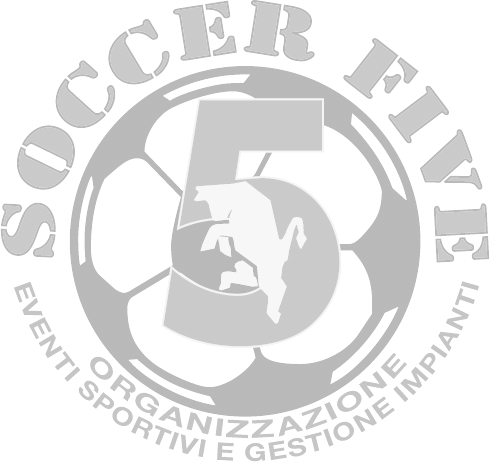 SOCCER FIVE
5
ORGANIZZAZIONE
EVENTI SPORTIVI E GESTIONE IMPIANTI